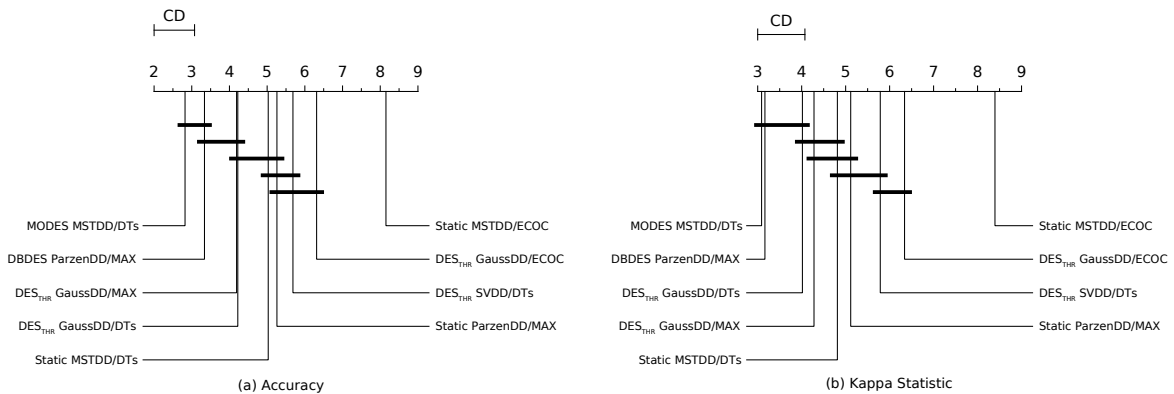 CD
2 3 4 5 6 7 8 9
MODES MSTDD/DTs
DBDES ParzenDD/MAX
DES_THR GaussDD/MAX
DES_THR GaussDD/DTs
Static MSTDD/DTs
Static MSTDD/ECOC
DES_THR GaussDD/ECOC
DES_THR SVDD/DTs
Static ParzenDD/MAX
(a) Accuracy
CD
3 4 5 6 7 8 9
MODES MSTDD/DTs
DBDES ParzenDD/MAX
DES_THR GaussDD/DTs
DES_THR GaussDD/MAX
Static MSTDD/DTs
Static MSTDD/ECOC
DES_THR GaussDD/ECOC
DES_THR SVDD/DTs
Static ParzenDD/MAX
(b) Kappa Statistic